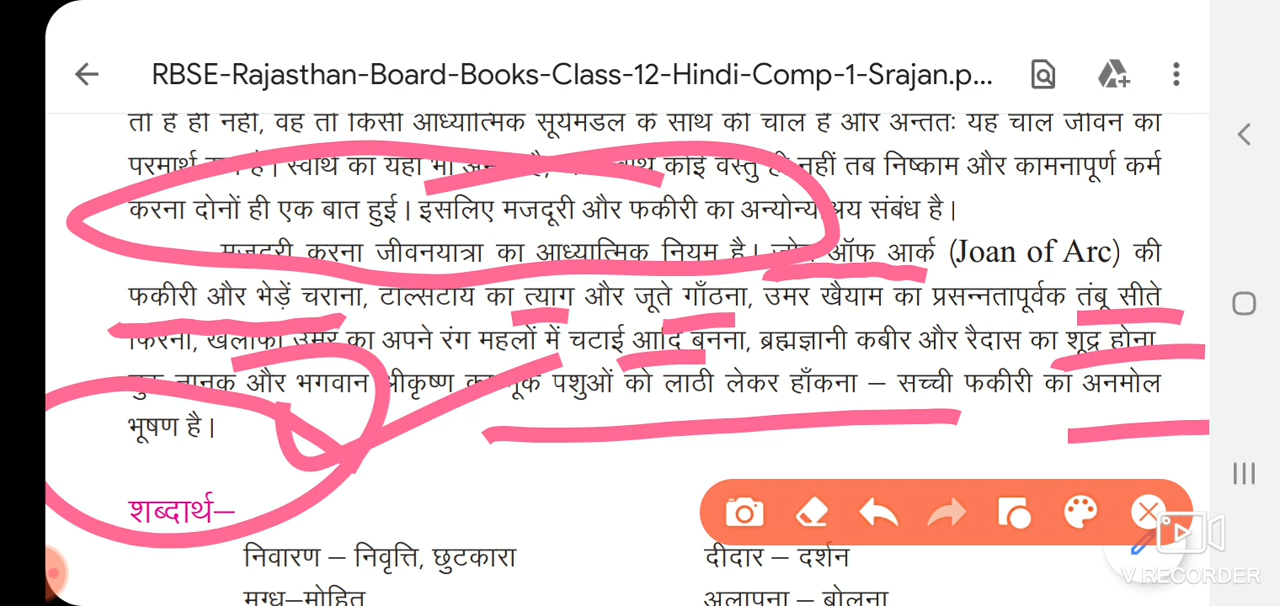 RBSE-Rajasthan-Board-Books-Class-12-Hindi-Comp-1-Srajan.p...
तो है ही नहीं, वह तो किसी आध्यात्मिक सूर्यमंडल के साथ की चाल है और अन्ततः यह चाल जीवन का
परमार्थ है। स्वार्थ का यहाँ कोई वस्तु ही नहीं तब निष्काम और कामनापूर्ण कर्म
करना दोनों ही एक बात हुई। इसलिए मजदूरी और फकीरी का अन्योन्य संबंध है।
मजदूरी करना जीवनयात्रा का आध्यात्मिक नियम है। जोन ऑफ आर्क (Joan of Arc) की
फकीरी और भेड़ें चराना, टाल्सटाय का त्याग और जूते गाँठना, उमर खैयाम का प्रसन्नतापूर्वक तंबू सीते
फिरना, खलीफा उमर का अपने रंग महलों में चटाई आदि बनना, ब्रह्मज्ञानी कबीर और रैदास का शूद्र होना,
गुरु नानक और भगवान श्रीकृष्ण का मूक पशुओं को लाठी लेकर हाँकना – सच्ची फकीरी का अनमोल
भूषण है।
शब्दार्थ–
निवारण – निवृत्ति, छुटकारा दीदार – दर्शन
मुग्ध–मोहित अलापना – बोलना
V RECORDER